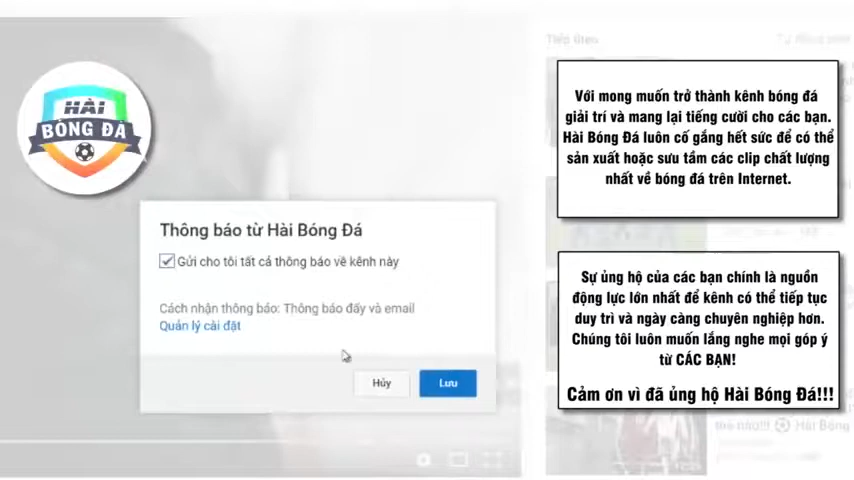 Tiếp theo
HÀI
BÓNG ĐÁ
Với mong muốn trở thành kênh bóng đá
giải trí và mang lại tiếng cười cho các bạn.
Hài Bóng Đá luôn cố gắng hết sức để có thể
sản xuất hoặc sưu tầm các clip chất lượng
nhất về bóng đá trên Internet.
Thông báo từ Hài Bóng Đá
Gửi cho tôi tất cả thông báo về kênh này
Cách nhận thông báo: Thông báo đẩy và email
Quản lý cài đặt
Hủy
Lưu
Sự ủng hộ của các bạn chính là nguồn
động lực lớn nhất để kênh có thể tiếp tục
duy trì và ngày càng chuyên nghiệp hơn.
Chúng tôi luôn muốn lắng nghe mọi góp ý
từ CÁC BẠN!
Cảm ơn vì đã ủng hộ Hài Bóng Đá!!!
thế nào!!! Hài Bóng